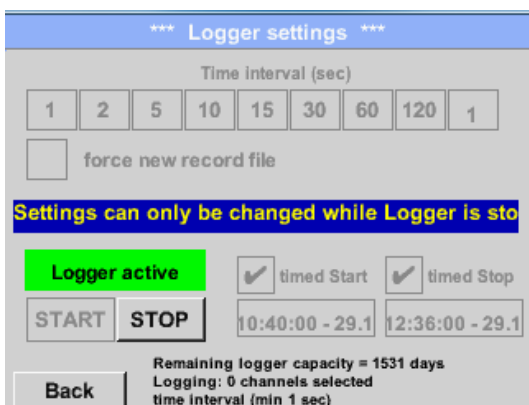 *** Logger settings ***
Time interval (sec)
1 2 5 10 15 30 60 120 1
force new record file
Settings can only be changed while Logger is sto
Logger active
timed Start timed Stop
START STOP 10:40:00 - 29.1 12:36:00 - 29.1
Remaining logger capacity = 1531 days
Logging: 0 channels selected
time interval (min 1 sec)
Back